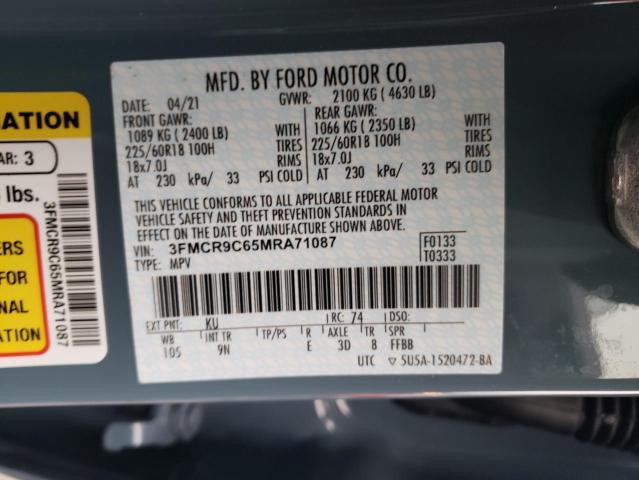 MFD. BY FORD MOTOR CO.
DATE: 04/21 GVWR: 2100 KG (4630 LB)
FRONT GAWR: REAR GAWR:
1089 KG (2400 LB) WITH 1066 KG (2350 LB) WITH
225/60R18 100H TIRES 225/60R18 100H TIRES
18x7.0J RIMS 18x7.0J RIMS
AT 230 kPa/ 33 PSI COLD AT 230 kPa/ 33 PSI COLD
THIS VEHICLE CONFORMS TO ALL APPLICABLE FEDERAL MOTOR
VEHICLE SAFETY AND THEFT PREVENTION STANDARDS IN
EFFECT ON THE DATE OF MANUFACTURE SHOWN ABOVE.
VIN: 3FMCR9C65MRA71087 F0133
TYPE: MPV T0333
EXT PNT: KU RC: 74 DSO:
WB INT TR TP/PS R AXLE TR SPR
105 9N E 3D 8 FFBB
UTC 5U5A-1520472-BA
ATION
AR: 3
lbs.
ERS
FOR
NAL
ATION
3FMCR9C65MRA71087